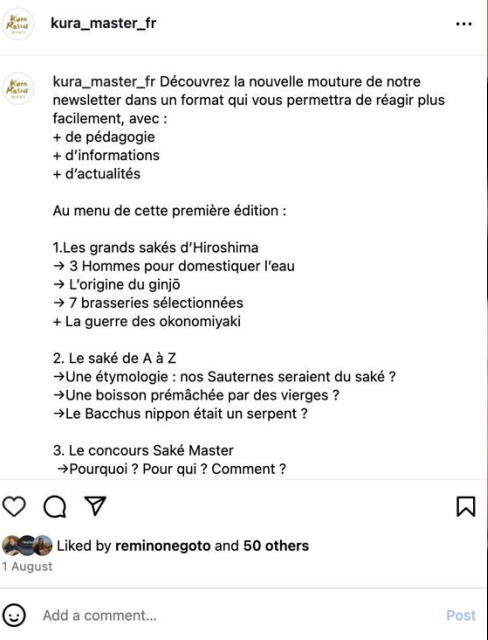 kura_master_fr
kura_master_fr Découvrez la nouvelle mouture de notre
newsletter dans un format qui vous permettra de réagir plus
facilement, avec :
+ de pédagogie
+ d’informations
+ d’actualités
Au menu de cette première édition :
1.Les grands sakés d’Hiroshima
→ 3 Hommes pour domestiquer l’eau
→ L’origine du ginjō
→ 7 brasseries sélectionnées
+ La guerre des okonomiyaki
2. Le saké de A à Z
→Une étymologie : nos Sauternes seraient du saké ?
→Une boisson prémâchée par des vierges ?
→Le Bacchus nippon était un serpent ?
3. Le concours Saké Master
→Pourquoi ? Pour qui ? Comment ?
Liked by reminonegoto and 50 others
1 August
Add a comment...
Post